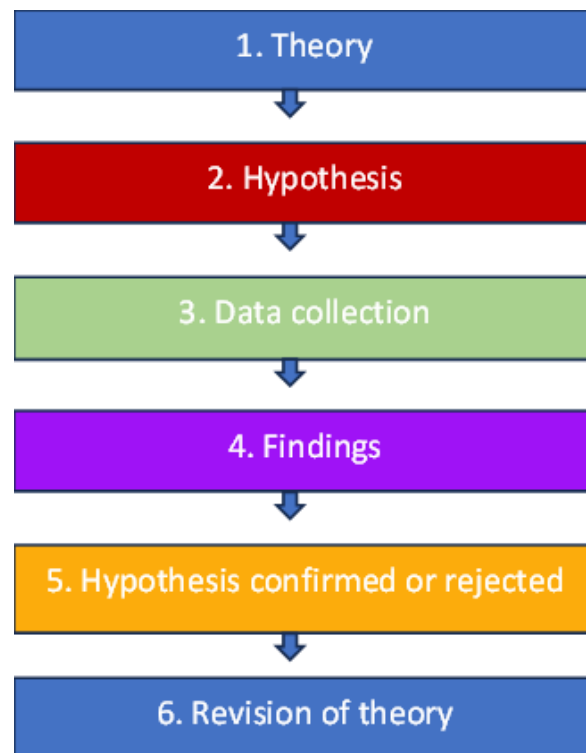 1. Theory
2. Hypothesis
3. Data collection
4. Findings
5. Hypothesis confirmed or rejected
6. Revision of theory